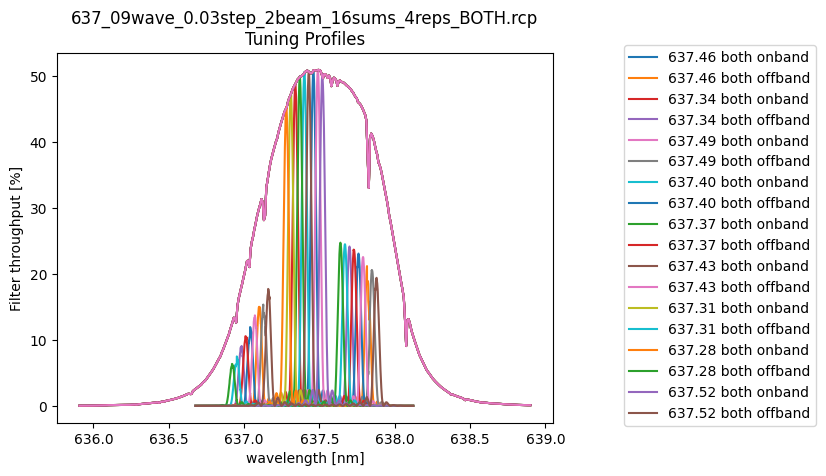 637_09wave_0.03step_2beam_16sums_4reps_BOTH.rcp
Tuning Profiles
Filter throughput [%]
50
40
30
20
10
0
636.0 636.5 637.0 637.5 638.0 638.5 639.0
wavelength [nm]
637.46 both onband
637.46 both offband
637.34 both onband
637.34 both offband
637.49 both onband
637.49 both offband
637.40 both onband
637.40 both offband
637.37 both onband
637.37 both offband
637.43 both onband
637.43 both offband
637.31 both onband
637.31 both offband
637.28 both onband
637.28 both offband
637.52 both onband
637.52 both offband